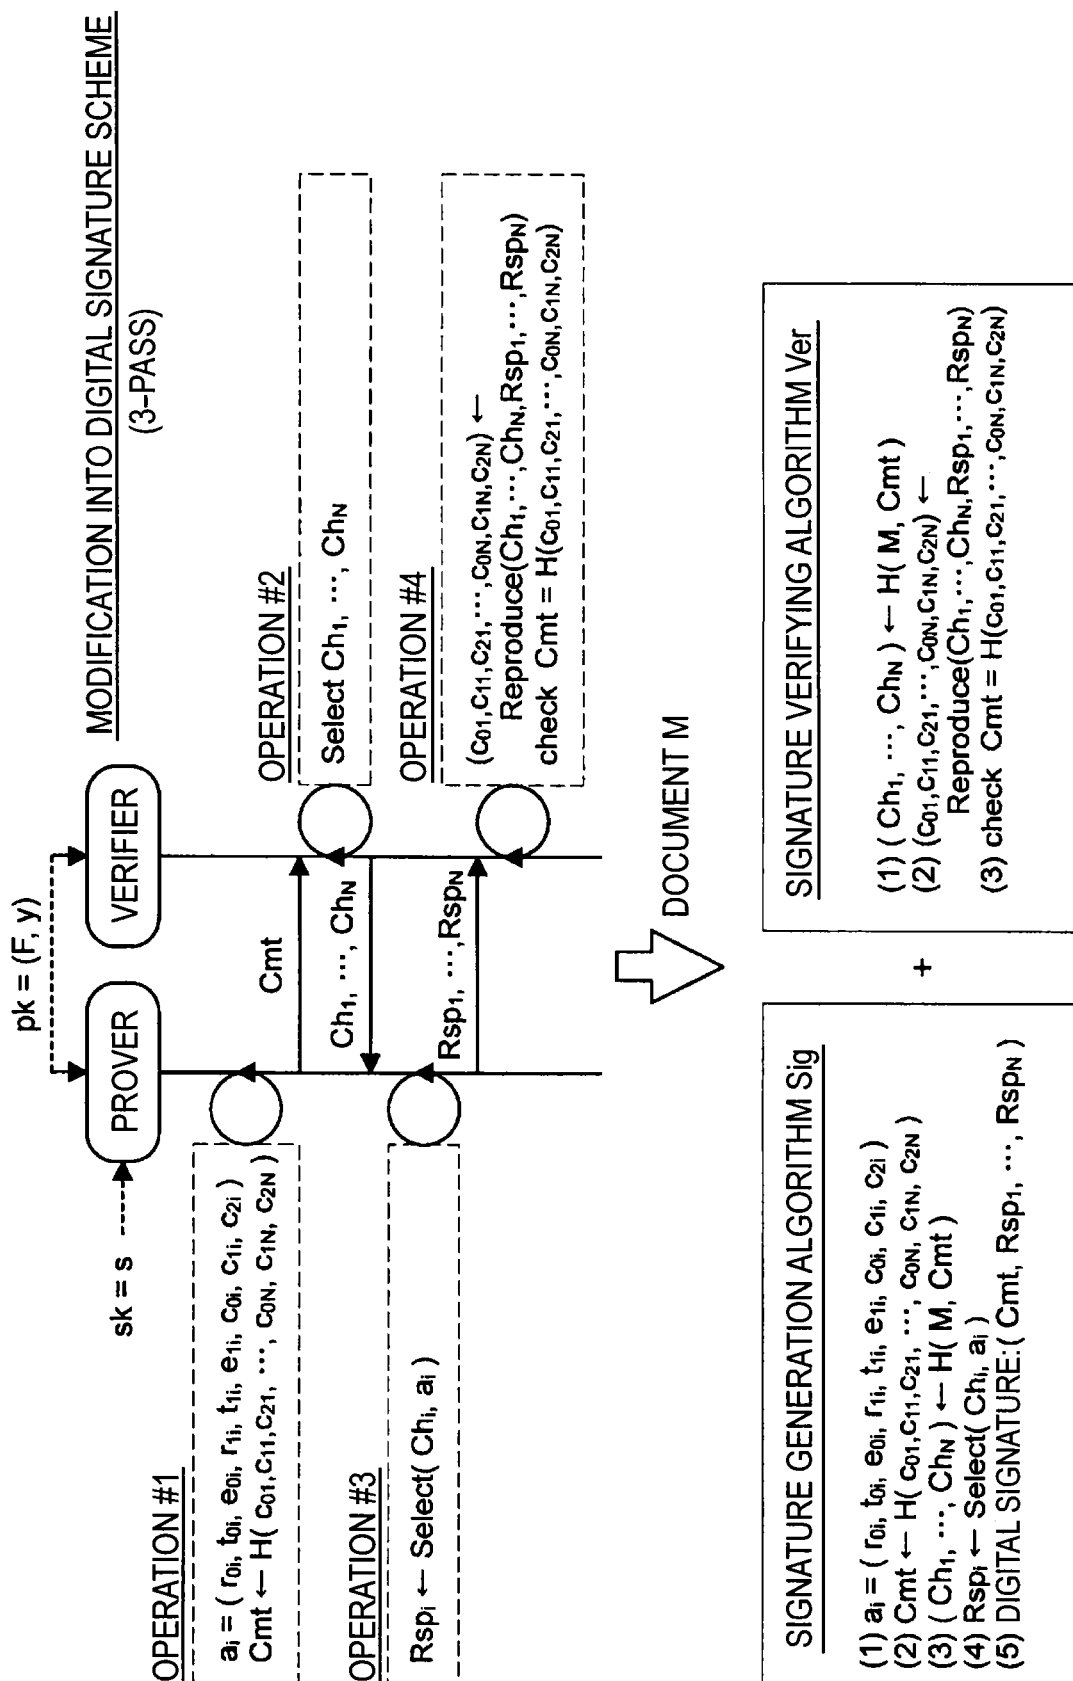 MODIFICATION INTO DIGITAL SIGNATURE SCHEME
(3-PASS)
pk = (F, y)
sk = s
PROVER
VERIFIER
OPERATION #1
ai = ( r0i, t0i, e0i, r1i, t1i, e1i, c0i, c1i, c2i )
Cmt ← H( c01,c11,c21, ···, c0N, c1N, c2N )
Cmt
OPERATION #2
Select Ch1, ···, ChN
Ch1, ···, ChN
OPERATION #3
Rspi ← Select( Chi, ai )
Rsp1, ···,RspN
OPERATION #4
(c01,c11,c21,···,c0N,c1N,c2N) ←
Reproduce(Ch1,···,ChN,Rsp1,···,RspN)
check Cmt = H(c01,c11,c21,···,c0N,c1N,c2N)
DOCUMENT M
SIGNATURE GENERATION ALGORITHM Sig
(1) ai = ( r0i, t0i, e0i, r1i, t1i, e1i, c0i, c1i, c2i )
(2) Cmt ← H( c01,c11,c21, ···, c0N, c1N, c2N )
(3) ( Ch1, ···, ChN ) ← H( M, Cmt )
(4) Rspi ← Select( Chi, ai )
(5) DIGITAL SIGNATURE: ( Cmt, Rsp1, ···, RspN )
+
SIGNATURE VERIFYING ALGORITHM Ver
(1) ( Ch1, ···, ChN ) ← H( M, Cmt )
(2) (c01,c11,c21,···,c0N,c1N,c2N) ←
Reproduce(Ch1,···,ChN,Rsp1,···,RspN)
(3) check Cmt = H(c01,c11,c21,···,c0N,c1N,c2N)